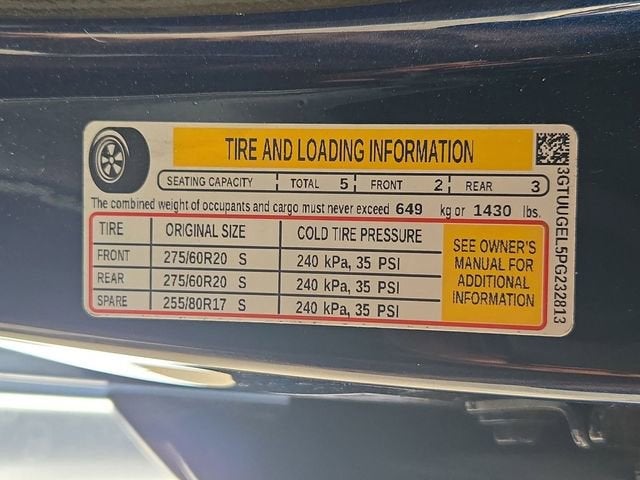 TIRE AND LOADING INFORMATION
SEATING CAPACITY TOTAL 5 FRONT 2 REAR 3
The combined weight of occupants and cargo must never exceed 649 kg or 1430 lbs.
TIRE ORIGINAL SIZE COLD TIRE PRESSURE
FRONT 275/60R20 S 240 kPa, 35 PSI
REAR 275/60R20 S 240 kPa, 35 PSI
SPARE 255/80R17 S 240 kPa, 35 PSI
SEE OWNER'S
MANUAL FOR
ADDITIONAL
INFORMATION
3GTUUGEL5PG232813